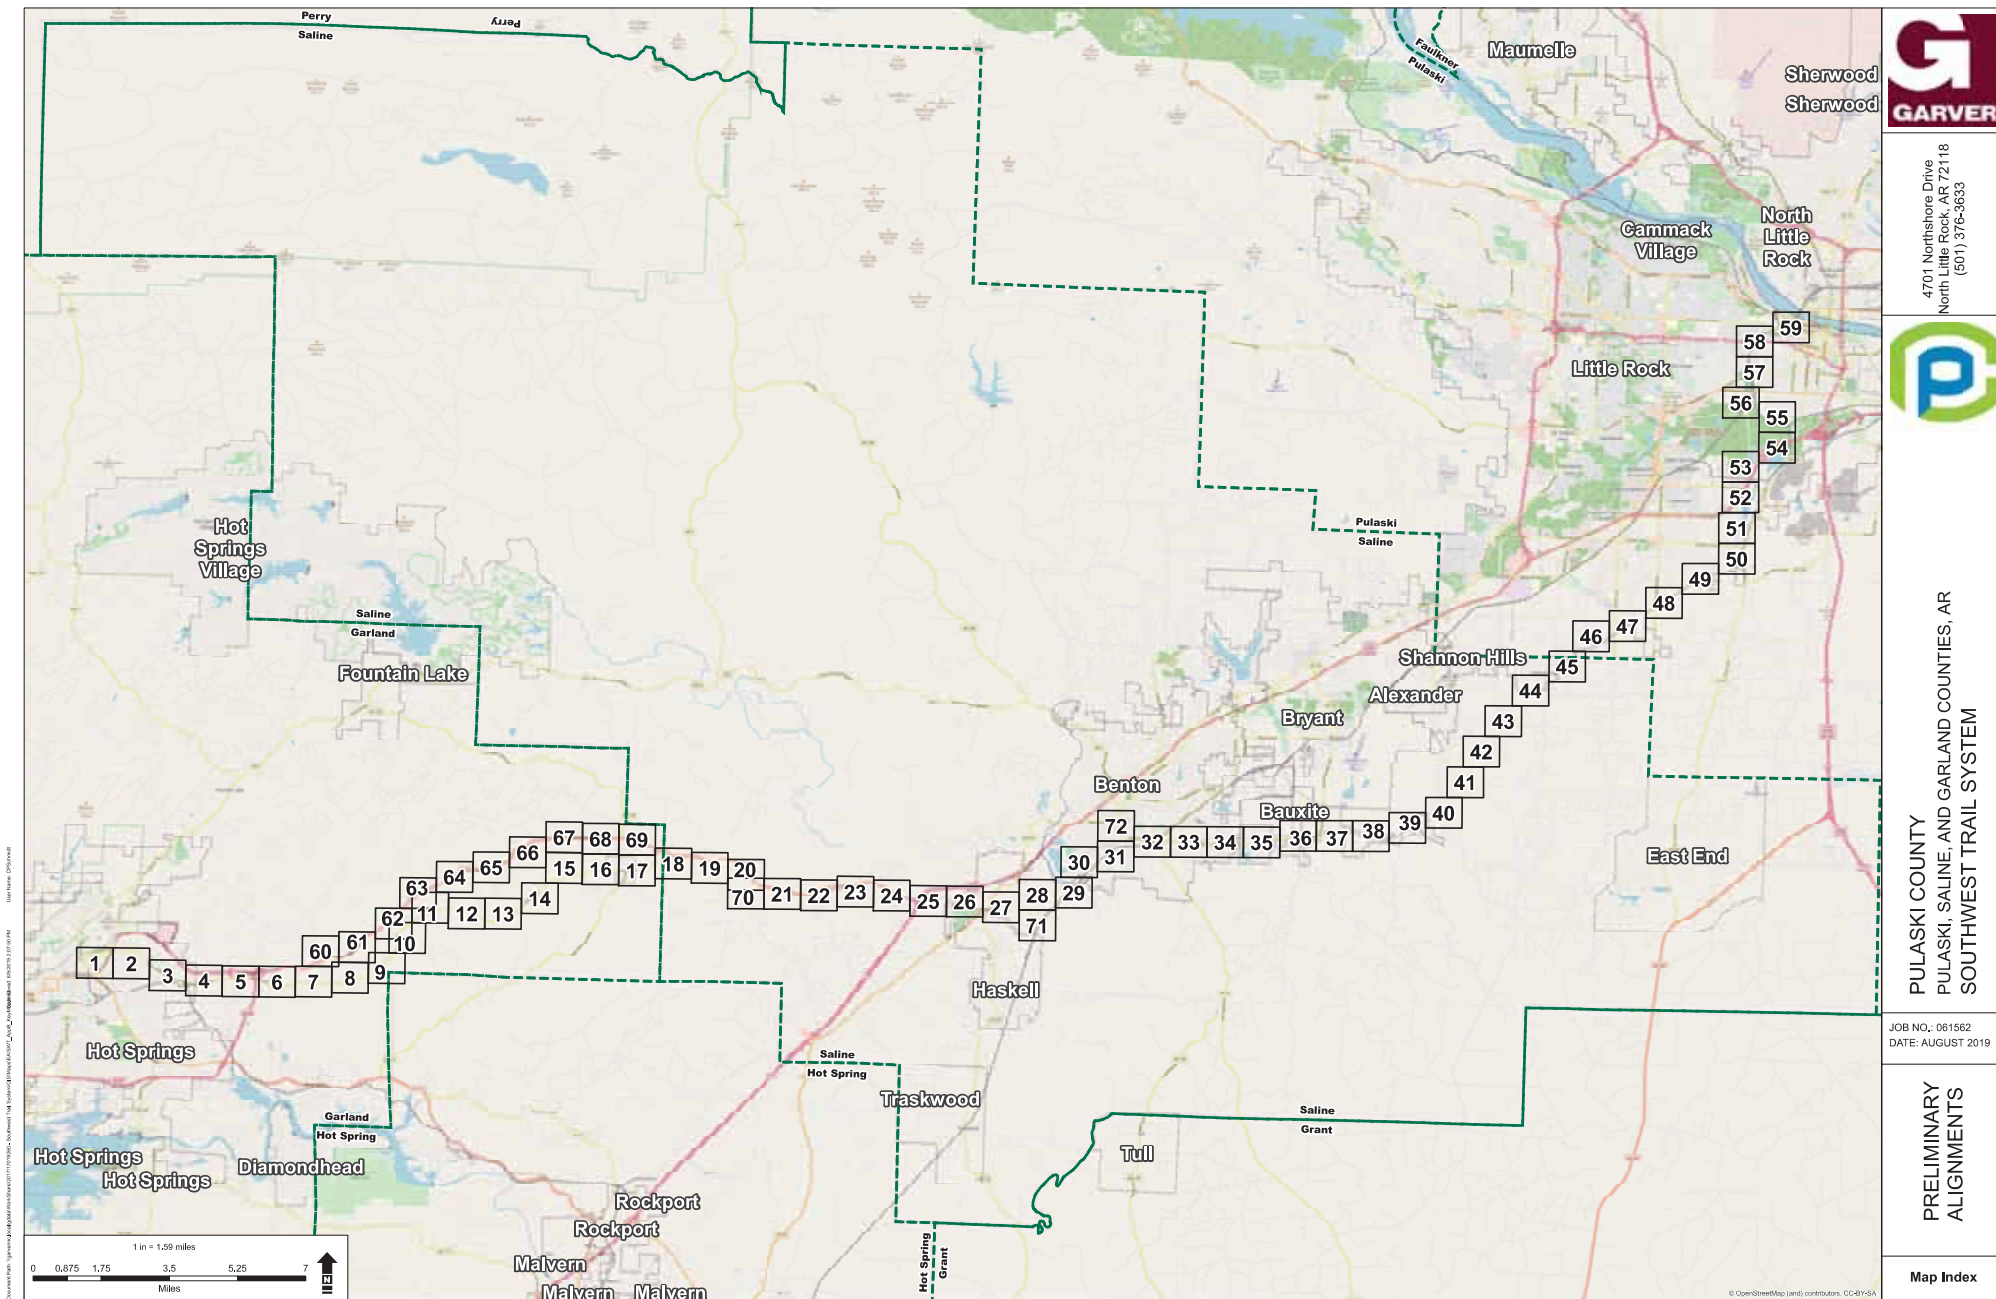 Perry
Perry
Saline
Faulkner
Pulaski
Maumelle
Sherwood
Sherwood
Cammack
Village
North
Little
Rock
Little Rock
59
58
57
56
55
54
53
52
51
50
49
48
47
46
45
44
43
42
41
40
39
38
37
36
35
34
33
32
72
31
30
29
28
71
27
26
25
24
23
22
21
20
70
19
18
69
68
67
66
65
64
63
62
61
60
17
16
15
14
13
12
11
10
9
8
7
6
5
4
3
2
1
Pulaski
Saline
Hot
Springs
Village
Saline
Garland
Fountain Lake
Shannon Hills
Alexander
Bryant
Benton
Bauxite
East End
Haskell
Hot Springs
Saline
Hot Spring
Traskwood
Garland
Hot Spring
Saline
Grant
Tull
Hot Springs
Hot Springs
Diamondhead
Rockport
Rockport
Malvern
Malvern
Malvern
Hot Spring
Grant
1 in = 1.59 miles
0 0.875 1.75 3.5 5.25 7
Miles
N
© OpenStreetMap (and) contributors, CC-BY-SA
G
GARVER
4701 Northshore Drive
North Little Rock, AR 72118
(501) 376-3633
PULASKI COUNTY
PULASKI, SALINE, AND GARLAND COUNTIES, AR
SOUTHWEST TRAIL SYSTEM
JOB NO.: 061562
DATE: AUGUST 2019
PRELIMINARY
ALIGNMENTS
Map Index